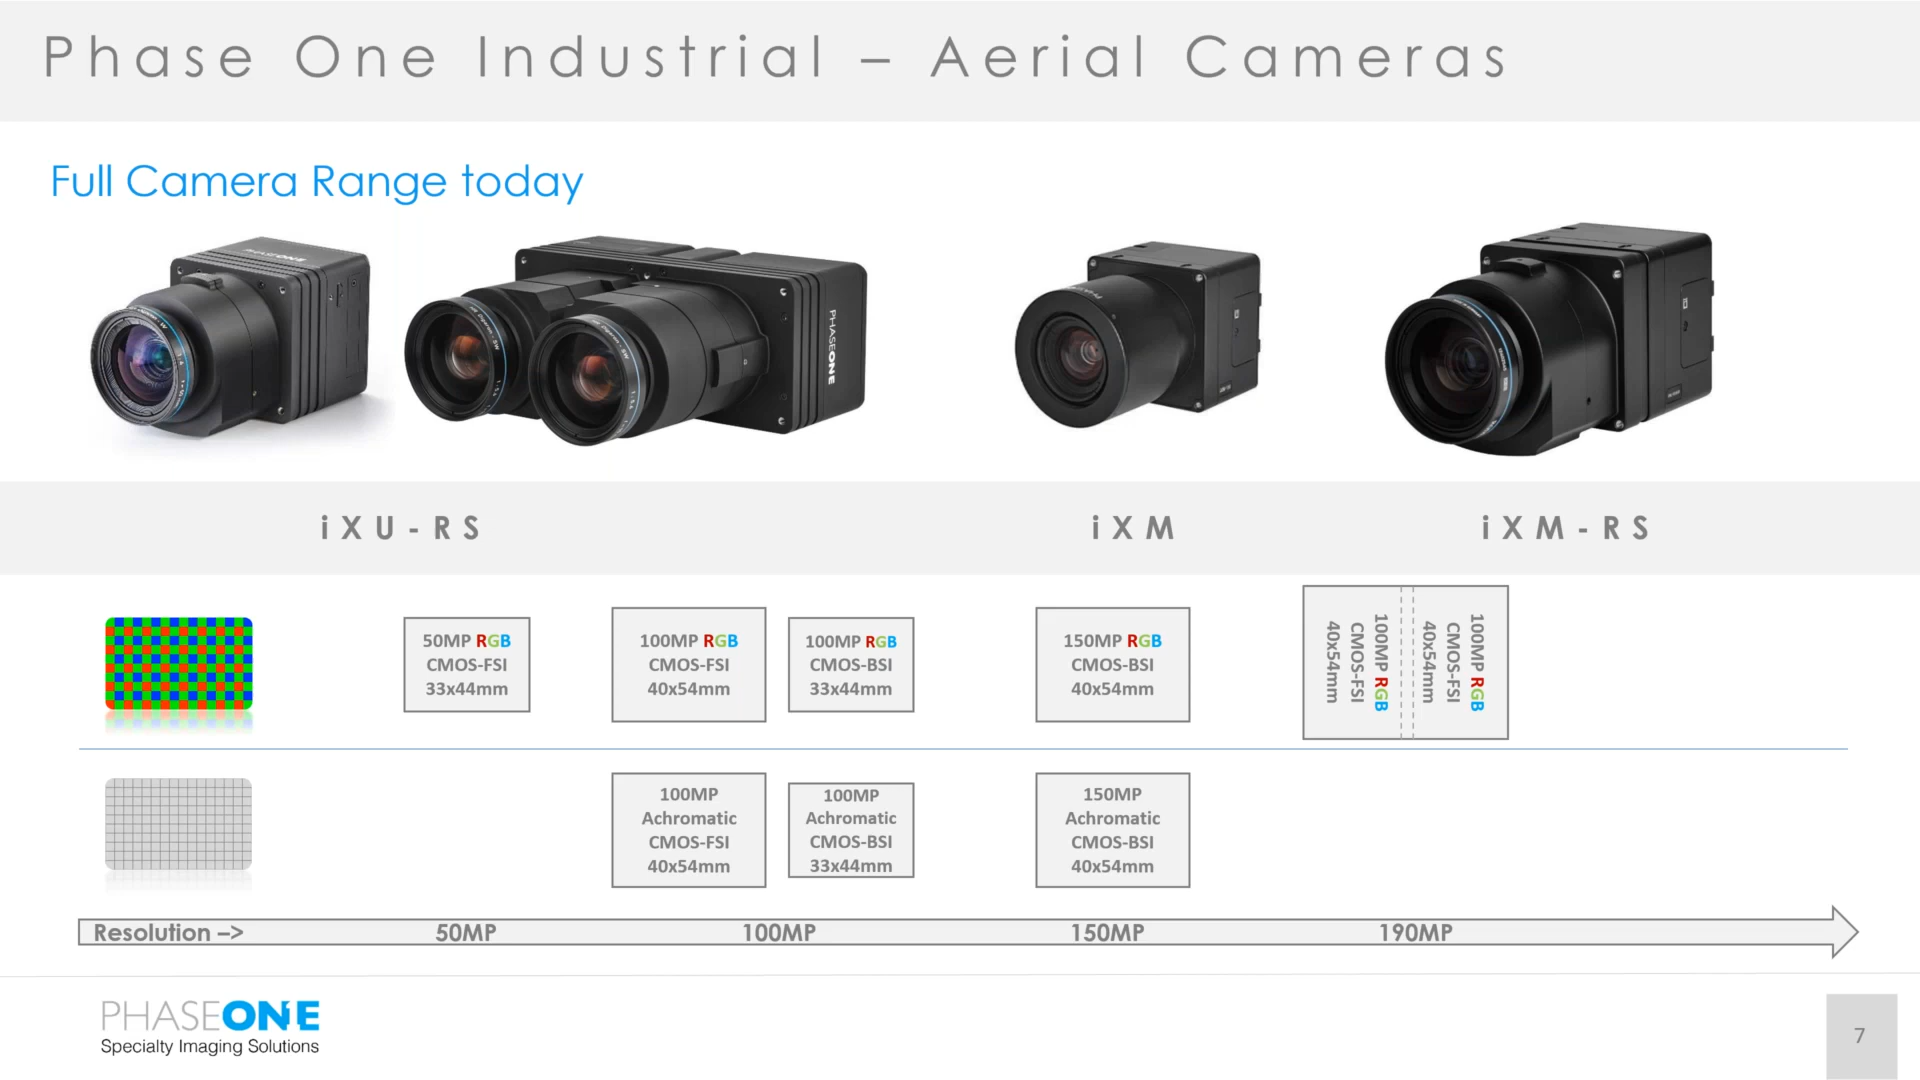 Phase One Industrial – Aerial Cameras
Full Camera Range today
PHASEONE
PHASEONE
iXU-RS
iXM
iXM-RS
50MP RGB
CMOS-FSI
33x44mm
100MP RGB
CMOS-FSI
40x54mm
100MP RGB
CMOS-BSI
33x44mm
150MP RGB
CMOS-BSI
40x54mm
100MP RGB
CMOS-FSI
40x54mm
100MP RGB
CMOS-FSI
40x54mm
100MP
Achromatic
CMOS-FSI
40x54mm
100MP
Achromatic
CMOS-BSI
33x44mm
150MP
Achromatic
CMOS-BSI
40x54mm
Resolution –> 50MP 100MP 150MP 190MP
PHASEONE
Specialty Imaging Solutions
7